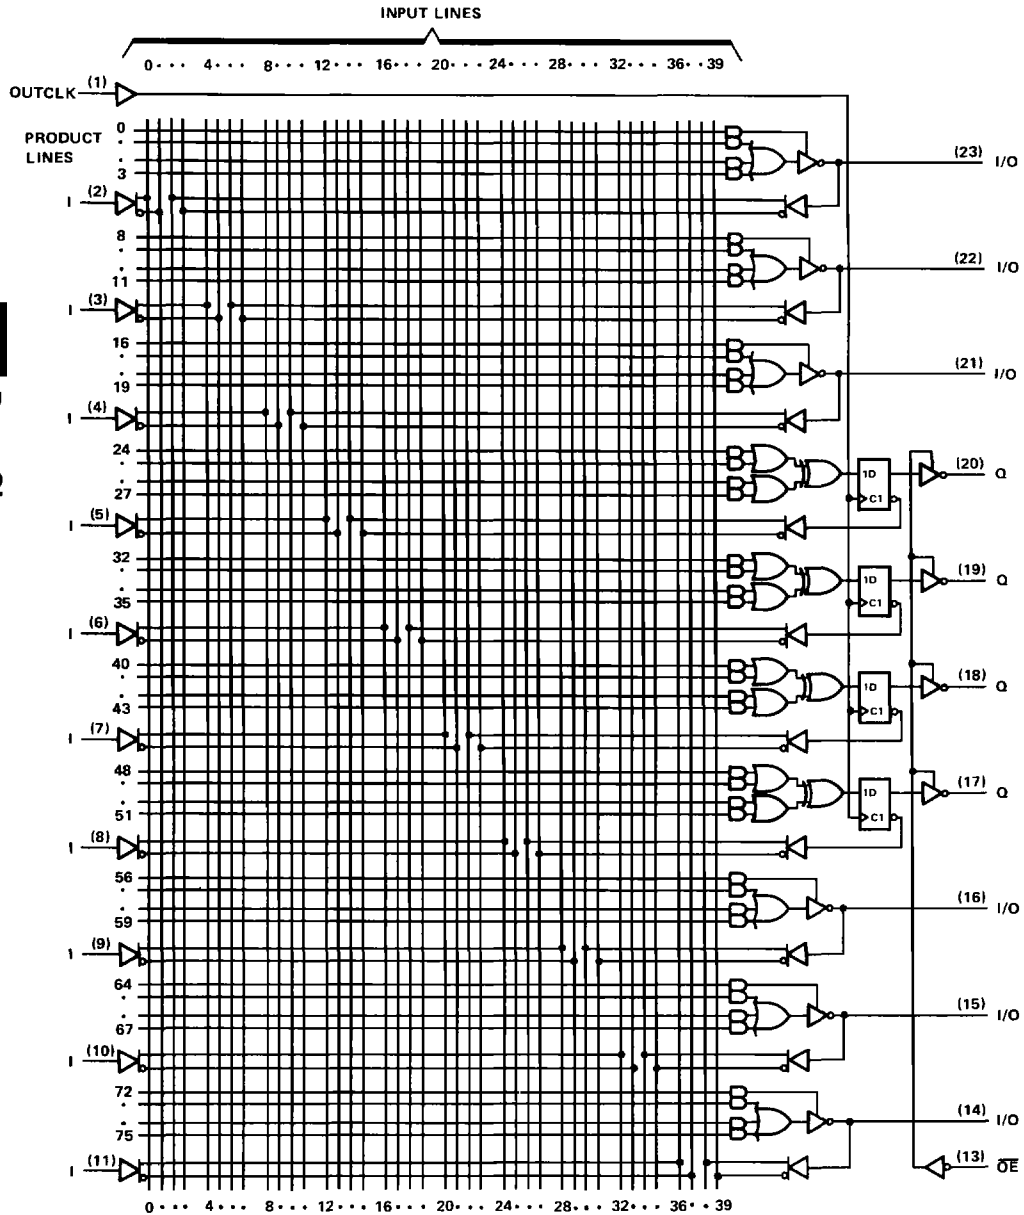 INPUT LINES
0 · · · 4 · · · 8 · · · 12 · · · 16 · · · 20 · · · 24 · · · 28 · · · 32 · · · 36 · · 39
OUTCLK (1)
PRODUCT LINES
0
·
·
3
(23) I/O
I (2)
8
·
·
11
(22) I/O
I (3)
16
·
·
19
(21) I/O
I (4)
24
·
·
27
1D
C1
(20) Q
I (5)
32
·
·
35
1D
C1
(19) Q
I (6)
40
·
·
43
1D
C1
(18) Q
I (7)
48
·
·
51
1D
C1
(17) Q
I (8)
56
·
·
59
(16) I/O
I (9)
64
·
·
67
(15) I/O
I (10)
72
·
·
75
(14) I/O
I (11)
(13) O̅E̅
0 · · · 4 · · · 8 · · · 12 · · · 16 · · · 20 · · · 24 · · · 28 · · · 32 · · · 36 · · 39